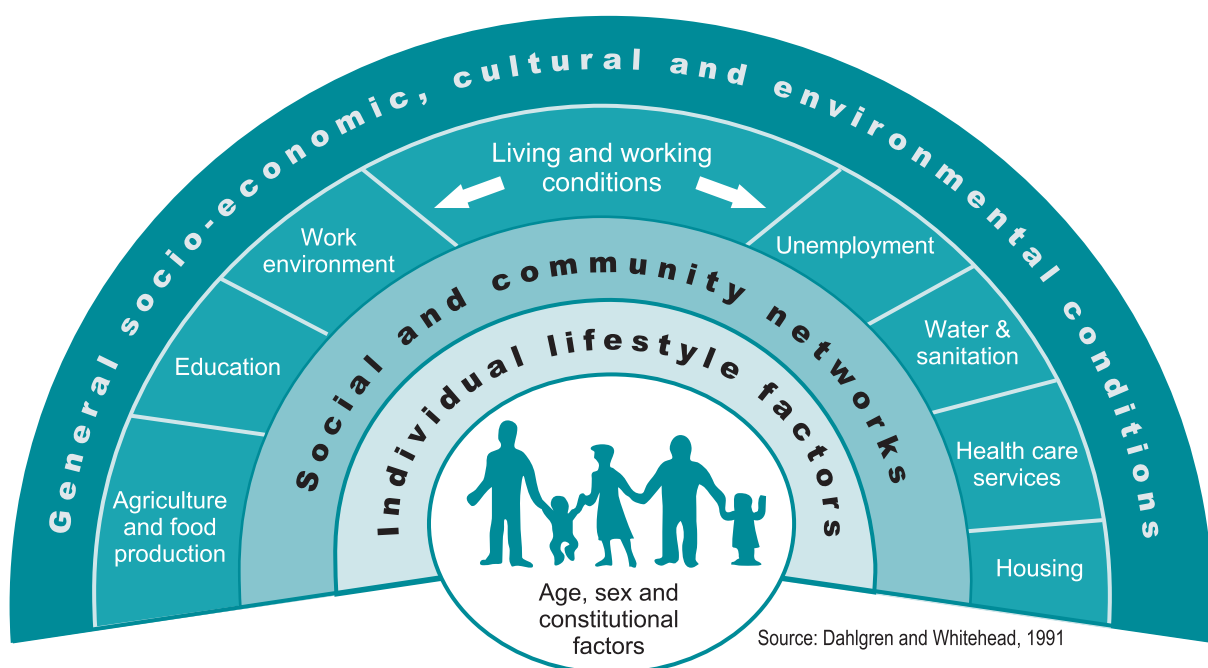 General socio-economic, cultural and environmental conditions
Living and working
conditions
Work
environment
Unemployment
Education
Water &
sanitation
Agriculture
and food
production
Health care
services
Housing
Social and community networks
Individual lifestyle factors
Age, sex and
constitutional
factors
Source: Dahlgren and Whitehead, 1991